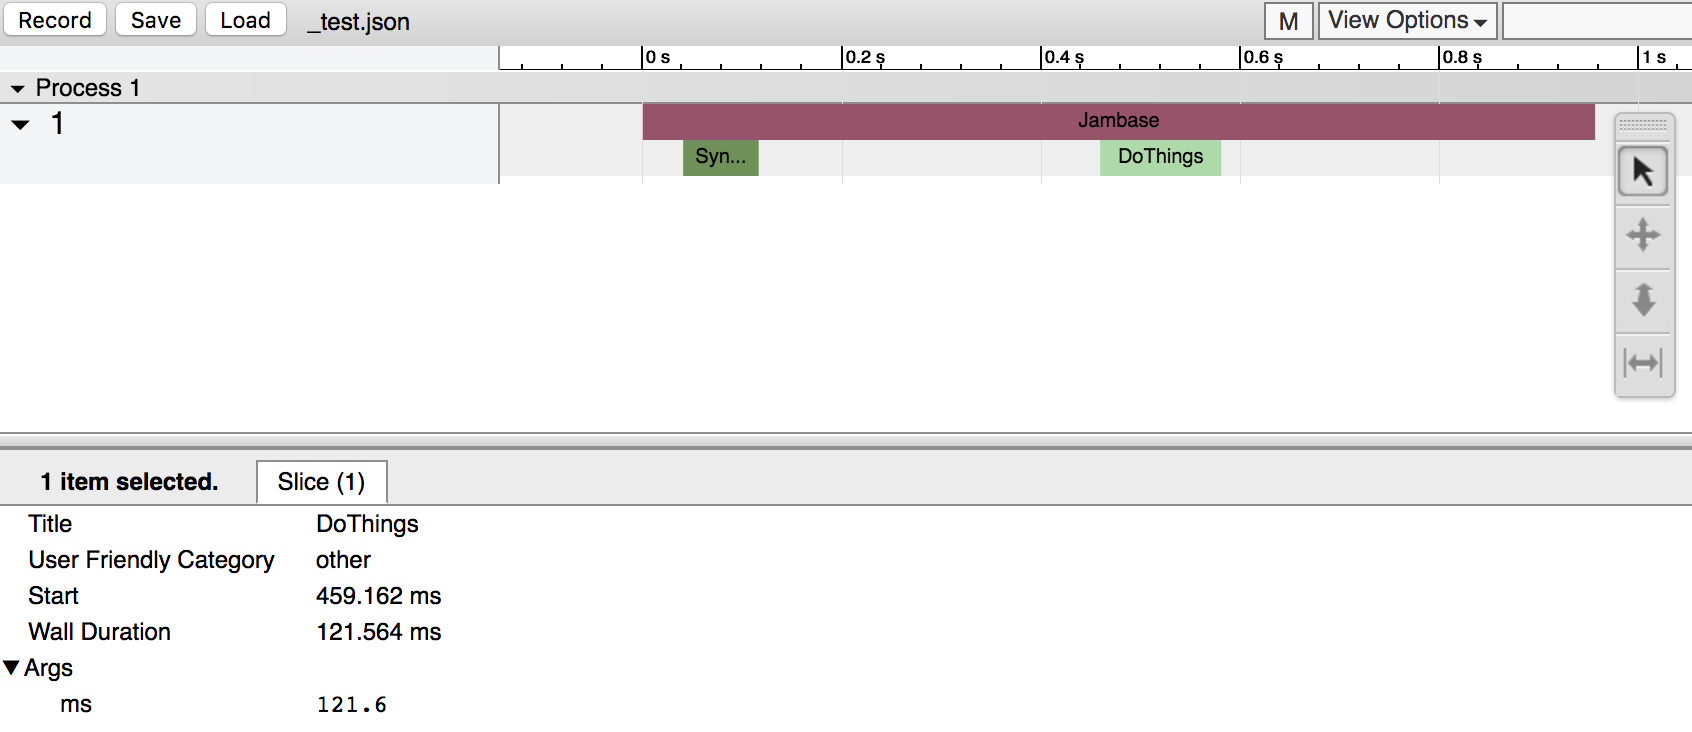 Record Save Load _test.json M View Options
0 s 0.2 s 0.4 s 0.6 s 0.8 s 1 s
Process 1
1 Jambase
Syn... DoThings
1 item selected. Slice (1)
Title DoThings
User Friendly Category other
Start 459.162 ms
Wall Duration 121.564 ms
Args
ms 121.6